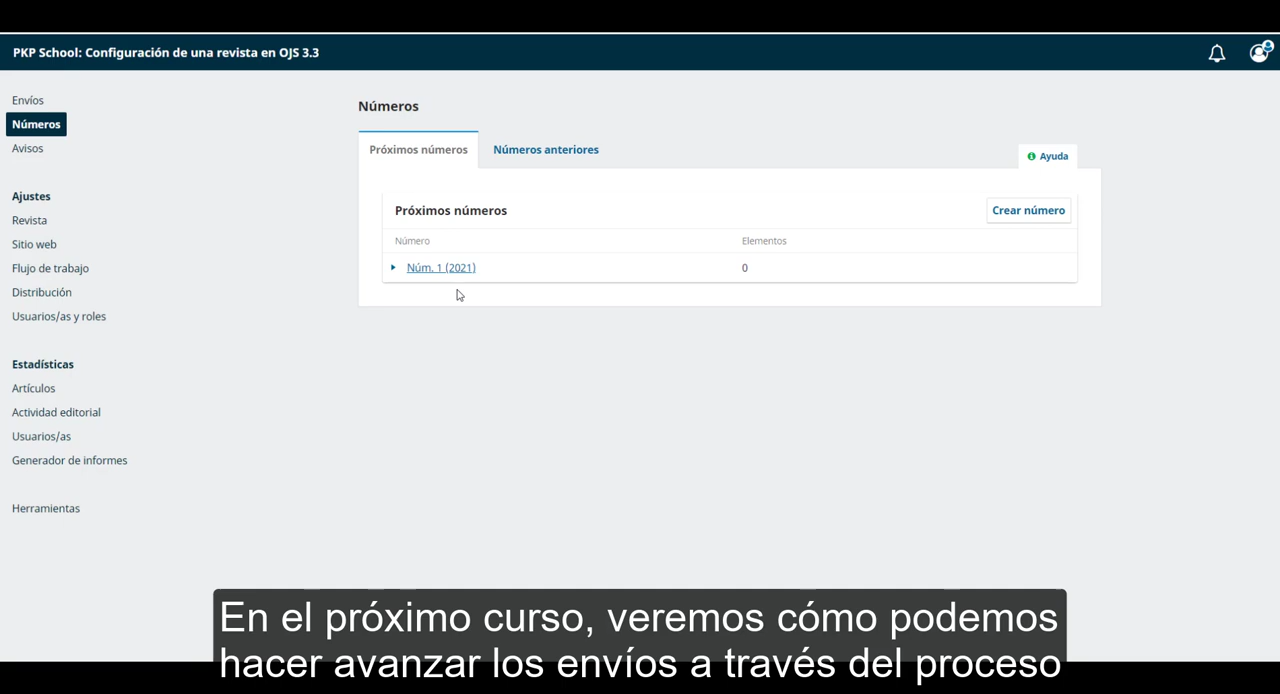 PKP School: Configuración de una revista en OJS 3.3
Envíos
Números
Avisos
Ajustes
Revista
Sitio web
Flujo de trabajo
Distribución
Usuarios/as y roles
Estadísticas
Artículos
Actividad editorial
Usuarios/as
Generador de informes
Herramientas
Números
Próximos números
Números anteriores
Ayuda
Próximos números
Crear número
Número
Elementos
Núm. 1 (2021)
0
En el próximo curso, veremos cómo podemos
hacer avanzar los envíos a través del proceso